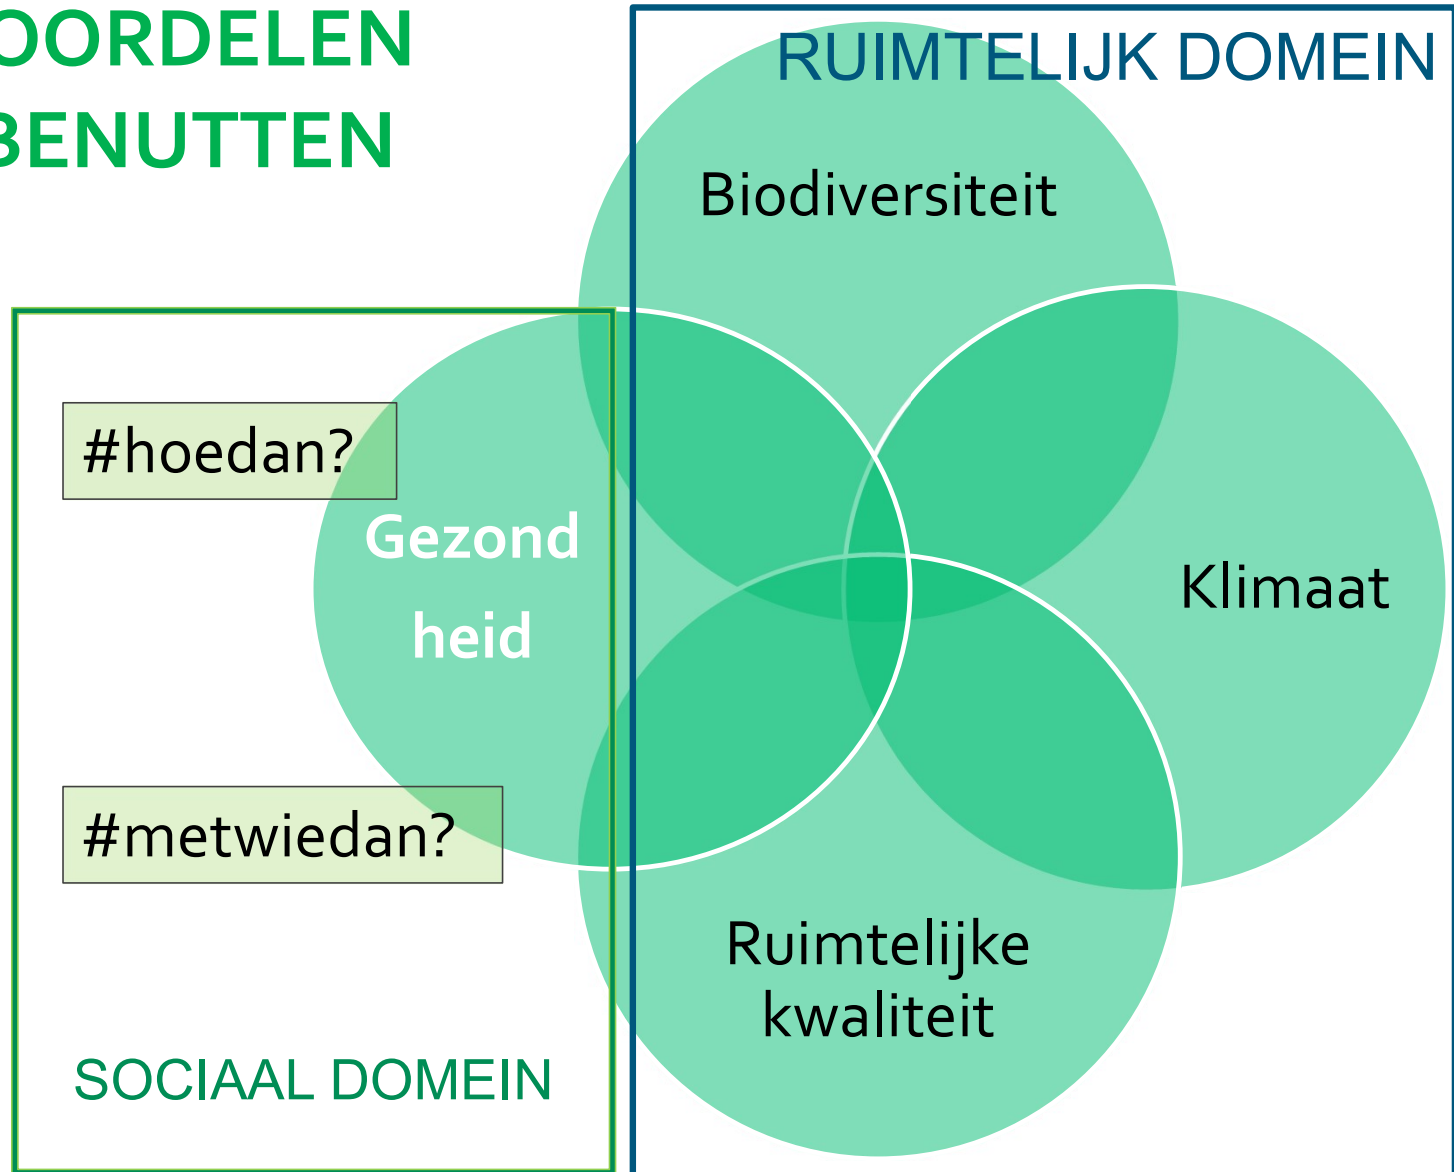 OORDELEN
BENUTTEN
RUIMTELIJK DOMEIN
Biodiversiteit
#hoedan?
Gezond
heid
Klimaat
#metwiedan?
Ruimtelijke
kwaliteit
SOCIAAL DOMEIN